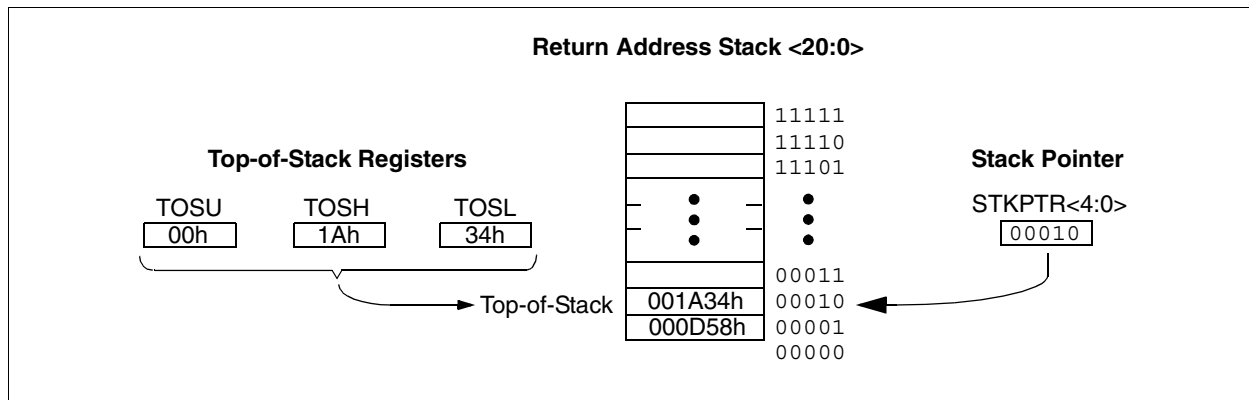 Return Address Stack <20:0>
11111
11110
11101
Top-of-Stack Registers
Stack Pointer
TOSU TOSH TOSL
STKPTR<4:0>
00h 1Ah 34h
00010
00011
Top-of-Stack 001A34h 00010
000D58h 00001
00000